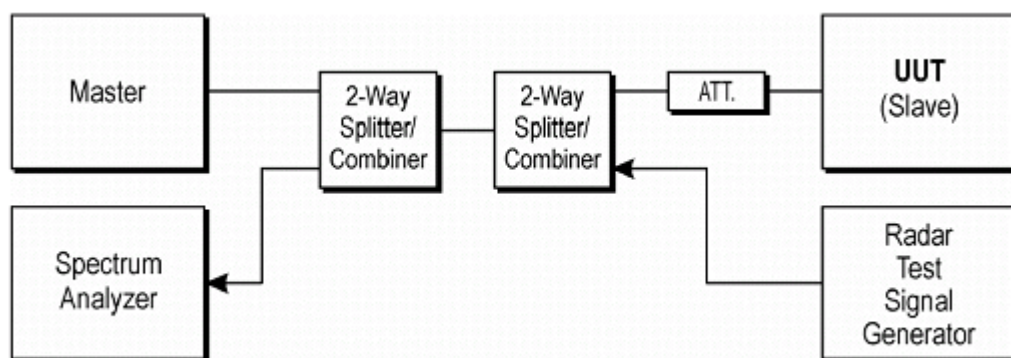 Master
2-Way
Splitter/
Combiner
2-Way
Splitter/
Combiner
ATT.
UUT
(Slave)
Spectrum
Analyzer
Radar
Test
Signal
Generator